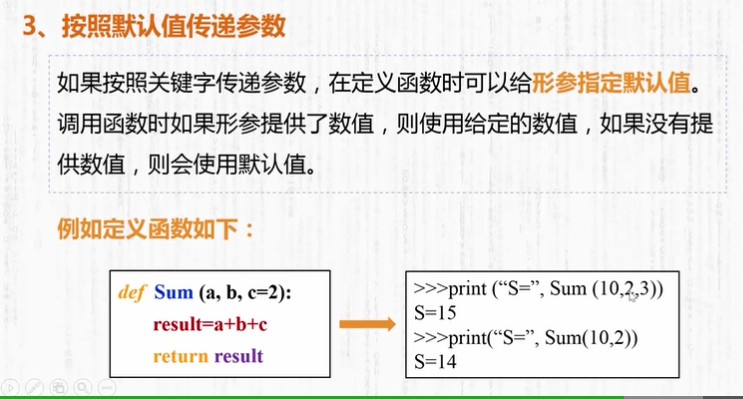 3、按照默认值传递参数
如果按照关键字传递参数，在定义函数时可以给形参指定默认值。
调用函数时如果形参提供了数值，则使用给定的数值，如果没有提
供数值，则会使用默认值。
例如定义函数如下：
def Sum (a, b, c=2):
result=a+b+c
return result
>>>print (“S=”, Sum (10,2,3))
S=15
>>>print(“S=”, Sum(10,2))
S=14